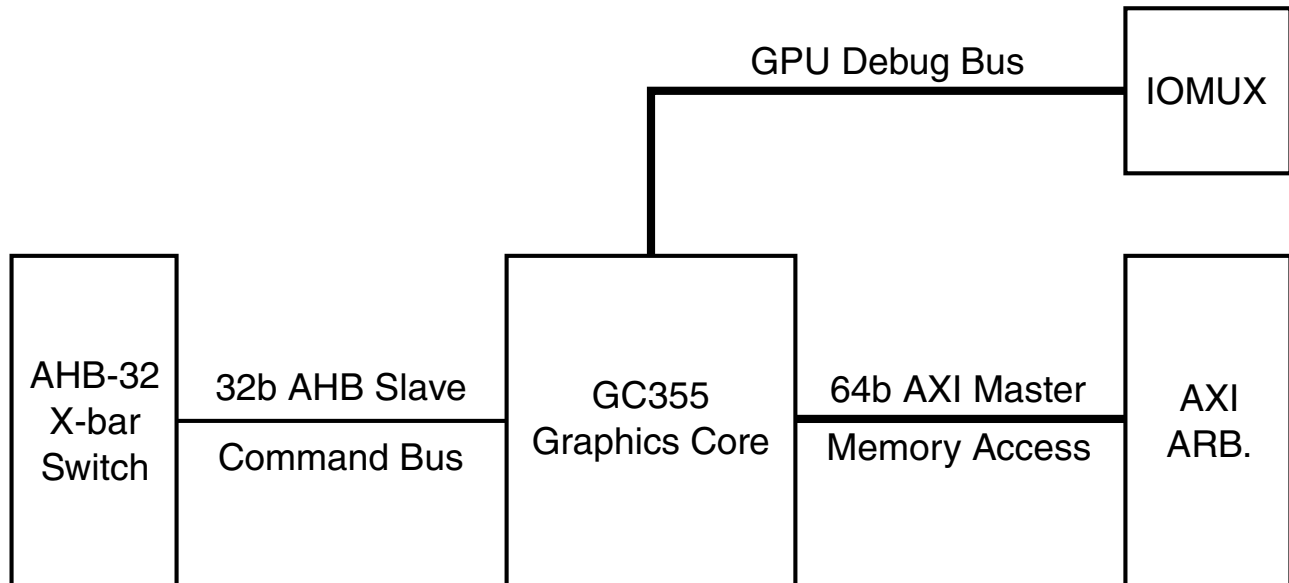 GPU Debug Bus
IOMUX
AHB-32
X-bar
Switch
32b AHB Slave
Command Bus
GC355
Graphics Core
64b AXI Master
Memory Access
AXI
ARB.